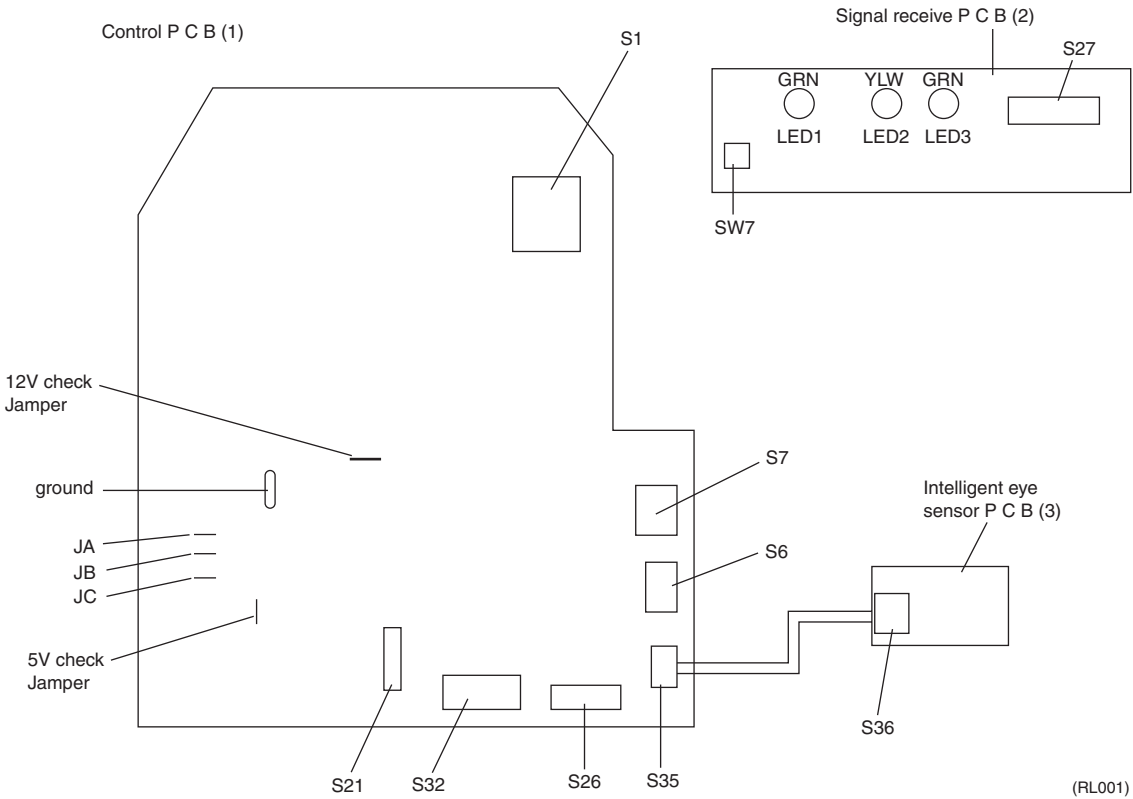 Control P C B (1)
S1
Signal receive P C B (2)
S27
GRN
YLW
GRN
LED1
LED2
LED3
SW7
12V check
Jamper
ground
JA
JB
JC
5V check
Jamper
S7
S6
Intelligent eye
sensor P C B (3)
S36
S21
S32
S26
S35
(RL001)